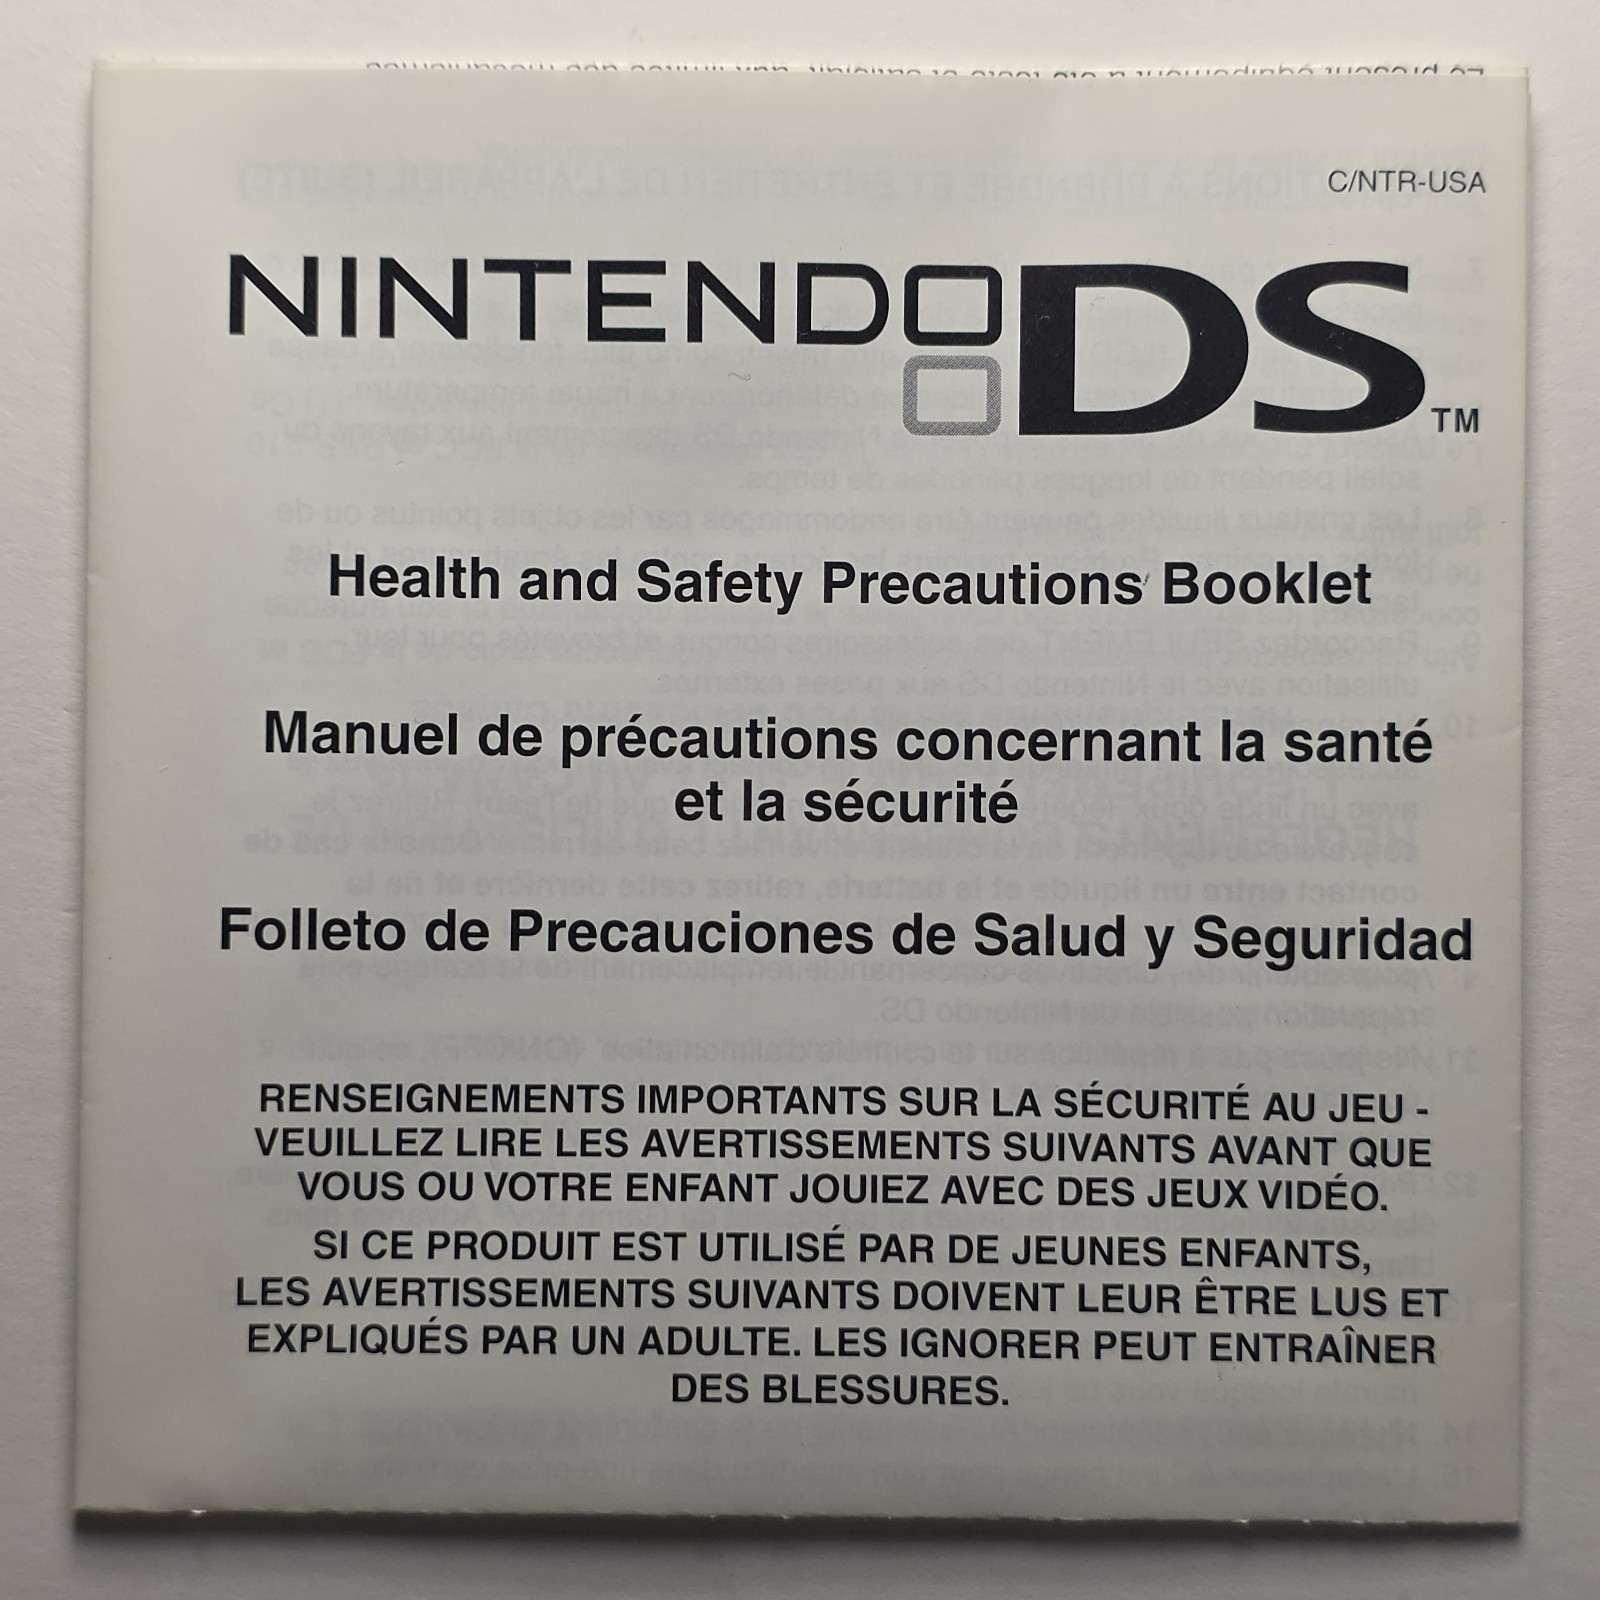 C/NTR-USA
NINTENDO DS™
Health and Safety Precautions Booklet
Manuel de précautions concernant la santé
et la sécurité
Folleto de Precauciones de Salud y Seguridad
RENSEIGNEMENTS IMPORTANTS SUR LA SÉCURITÉ AU JEU -
VEUILLEZ LIRE LES AVERTISSEMENTS SUIVANTS AVANT QUE
VOUS OU VOTRE ENFANT JOUIEZ AVEC DES JEUX VIDÉO.
SI CE PRODUIT EST UTILISÉ PAR DE JEUNES ENFANTS,
LES AVERTISSEMENTS SUIVANTS DOIVENT LEUR ÊTRE LUS ET
EXPLIQUÉS PAR UN ADULTE. LES IGNORER PEUT ENTRAÎNER
DES BLESSURES.